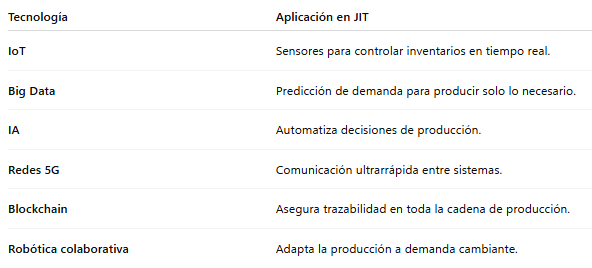 Tecnología Aplicación en JIT
IoT Sensores para controlar inventarios en tiempo real.
Big Data Predicción de demanda para producir solo lo necesario.
IA Automatiza decisiones de producción.
Redes 5G Comunicación ultrarrápida entre sistemas.
Blockchain Asegura trazabilidad en toda la cadena de producción.
Robótica colaborativa Adapta la producción a demanda cambiante.